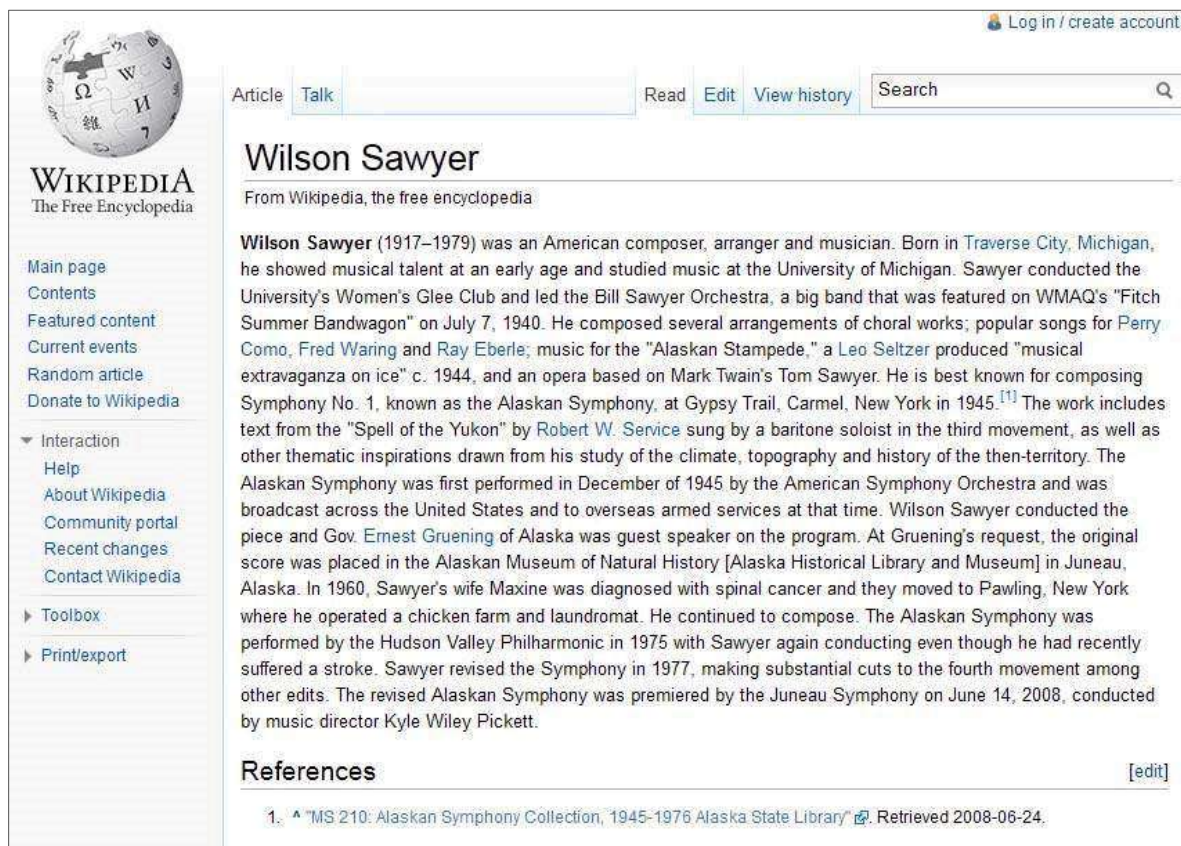 Log in / create account
Article Talk Read Edit View history Search
Ω W И 維 7
WIKIPEDIA
The Free Encyclopedia
Main page
Contents
Featured content
Current events
Random article
Donate to Wikipedia
Interaction
Help
About Wikipedia
Community portal
Recent changes
Contact Wikipedia
Toolbox
Print/export
Wilson Sawyer
From Wikipedia, the free encyclopedia
Wilson Sawyer (1917–1979) was an American composer, arranger and musician. Born in Traverse City, Michigan,
he showed musical talent at an early age and studied music at the University of Michigan. Sawyer conducted the
University's Women's Glee Club and led the Bill Sawyer Orchestra, a big band that was featured on WMAQ's "Fitch
Summer Bandwagon" on July 7, 1940. He composed several arrangements of choral works; popular songs for Perry
Como, Fred Waring and Ray Eberle; music for the "Alaskan Stampede," a Leo Seltzer produced "musical
extravaganza on ice" c. 1944, and an opera based on Mark Twain's Tom Sawyer. He is best known for composing
Symphony No. 1, known as the Alaskan Symphony, at Gypsy Trail, Carmel, New York in 1945.[1] The work includes
text from the "Spell of the Yukon" by Robert W. Service sung by a baritone soloist in the third movement, as well as
other thematic inspirations drawn from his study of the climate, topography and history of the then-territory. The
Alaskan Symphony was first performed in December of 1945 by the American Symphony Orchestra and was
broadcast across the United States and to overseas armed services at that time. Wilson Sawyer conducted the
piece and Gov. Ernest Gruening of Alaska was guest speaker on the program. At Gruening's request, the original
score was placed in the Alaskan Museum of Natural History [Alaska Historical Library and Museum] in Juneau,
Alaska. In 1960, Sawyer's wife Maxine was diagnosed with spinal cancer and they moved to Pawling, New York
where he operated a chicken farm and laundromat. He continued to compose. The Alaskan Symphony was
performed by the Hudson Valley Philharmonic in 1975 with Sawyer again conducting even though he had recently
suffered a stroke. Sawyer revised the Symphony in 1977, making substantial cuts to the fourth movement among
other edits. The revised Alaskan Symphony was premiered by the Juneau Symphony on June 14, 2008, conducted
by music director Kyle Wiley Pickett.
References [edit]
1. ^ "MS 210: Alaskan Symphony Collection, 1945-1976 Alaska State Library". Retrieved 2008-06-24.